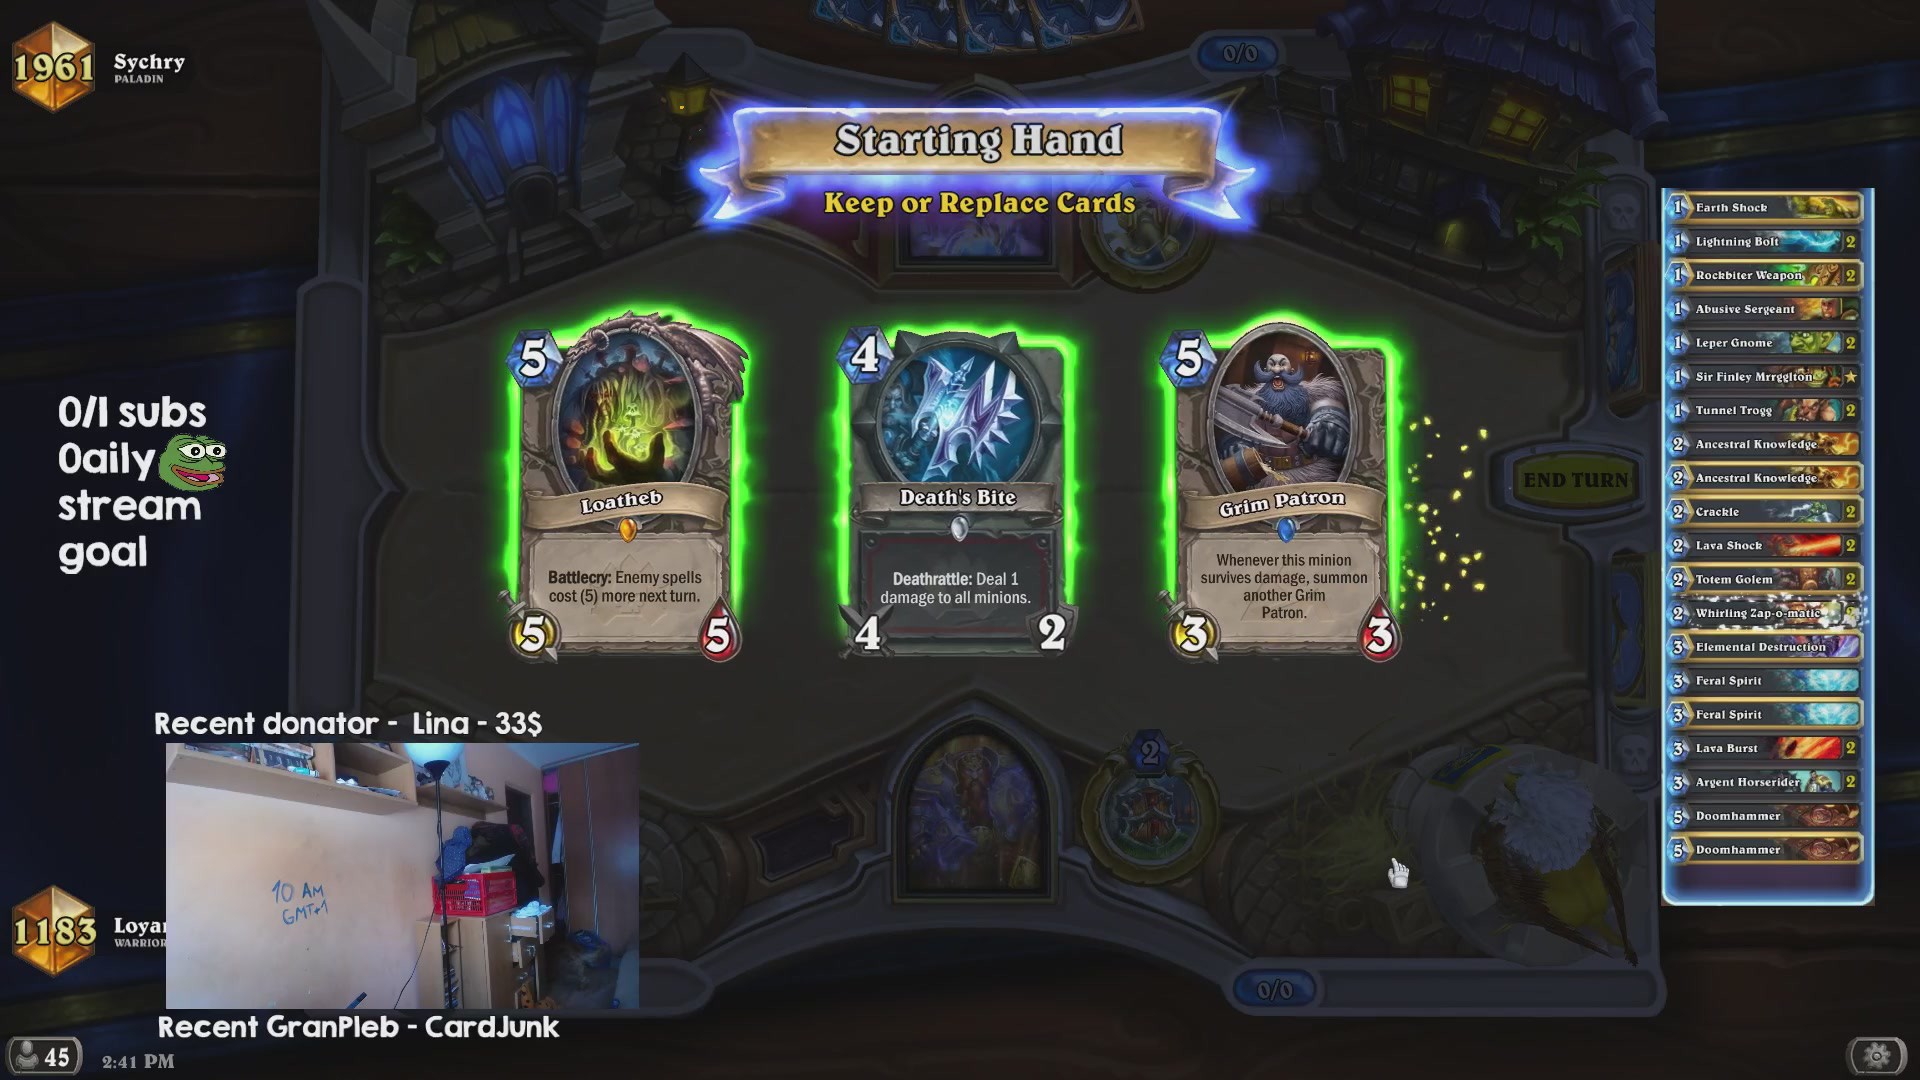 1961
Sychry
PALADIN
0/0
Starting Hand
Keep or Replace Cards
5
Loatheb
Battlecry: Enemy spells
cost (5) more next turn.
5
5
4
Death's Bite
Deathrattle: Deal 1
damage to all minions.
4
2
5
Grim Patron
Whenever this minion
survives damage, summon
another Grim
Patron.
3
3
END TURN
1 Earth Shock
1 Lightning Bolt 2
1 Rockbiter Weapon 2
1 Abusive Sergeant
1 Leper Gnome 2
1 Sir Finley Mrrgglton
1 Tunnel Trogg 2
2 Ancestral Knowledge
2 Ancestral Knowledge
2 Crackle 2
2 Lava Shock 2
2 Totem Golem 2
2 Whirling Zap-o-matic 2
3 Elemental Destruction
3 Feral Spirit
3 Feral Spirit
3 Lava Burst 2
3 Argent Horserider 2
5 Doomhammer
5 Doomhammer
0/1 subs
0aily
stream
goal
Recent donator - Lina - 33$
10 AM
GMT+1
2
1183
Loyar
WARRIOR
Recent GranPleb - CardJunk
0/0
45
2:41 PM